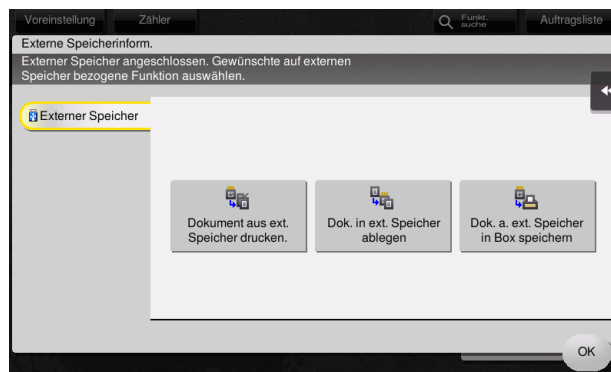 Voreinstellung
Zähler
Funkt.
suche
Auftragsliste
Externe Speicherinform.
Externer Speicher angeschlossen. Gewünschte auf externen
Speicher bezogene Funktion auswählen.
Externer Speicher
Dokument aus ext.
Speicher drucken.
Dok. in ext. Speicher
ablegen
Dok. a. ext. Speicher
in Box speichern
OK